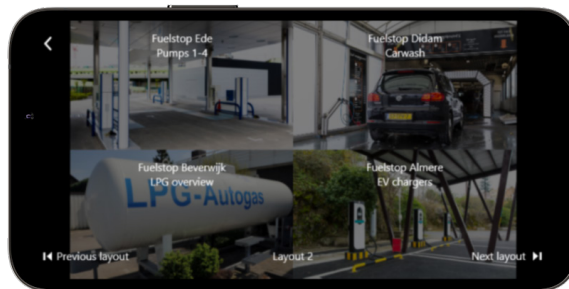 Fuelstop Ede
Pumps 1-4
Fuelstop Didam
Carwash
Fuelstop Beverwijk
LPG overview
LPG-Autogas
Fuelstop Almere
EV chargers
Previous layout
Layout 2
Next layout